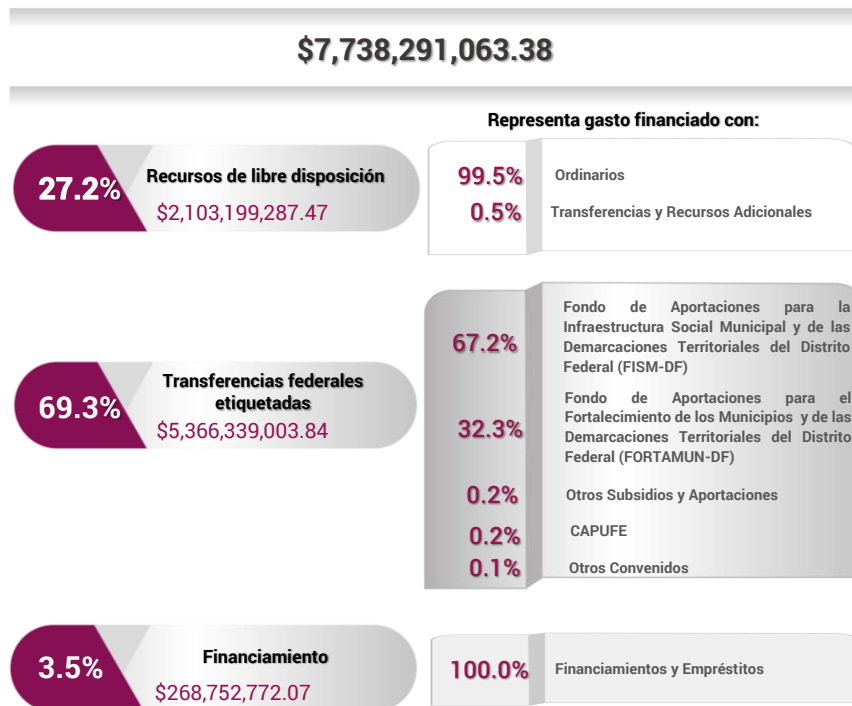 $7,738,291,063.38
Representa gasto financiado con:
27.2%
Recursos de libre disposición
$2,103,199,287.47
99.5%
Ordinarios
0.5%
Transferencias y Recursos Adicionales
69.3%
Transferencias federales
etiquetadas
$5,366,339,003.84
67.2%
Fondo de Aportaciones para la
Infraestructura Social Municipal y de las
Demarcaciones Territoriales del Distrito
Federal (FISM-DF)
32.3%
Fondo de Aportaciones para el
Fortalecimiento de los Municipios y de las
Demarcaciones Territoriales del Distrito
Federal (FORTAMUN-DF)
0.2%
Otros Subsidios y Aportaciones
0.2%
CAPUFE
0.1%
Otros Convenidos
3.5%
Financiamiento
$268,752,772.07
100.0%
Financiamientos y Empréstitos